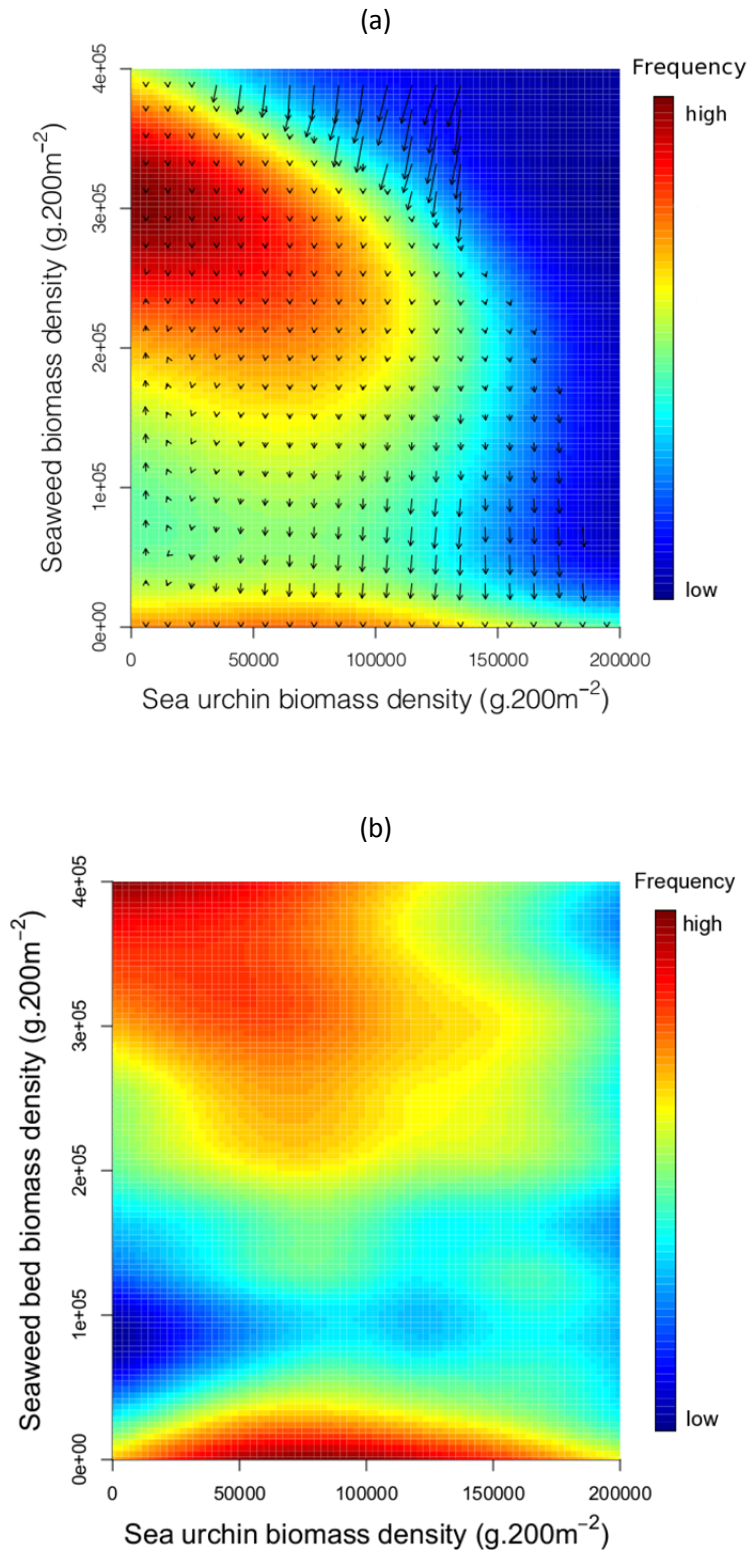 (a)
Frequency
high
low
4e+05
3e+05
2e+05
1e+05
0e+00
Seaweed biomass density (g.200m⁻²)
0 50000 100000 150000 200000
Sea urchin biomass density (g.200m⁻²)
(b)
Frequency
high
low
4e+05
3e+05
2e+05
1e+05
0e+00
Seaweed bed biomass density (g.200m⁻²)
0 50000 100000 150000 200000
Sea urchin biomass density (g.200m⁻²)